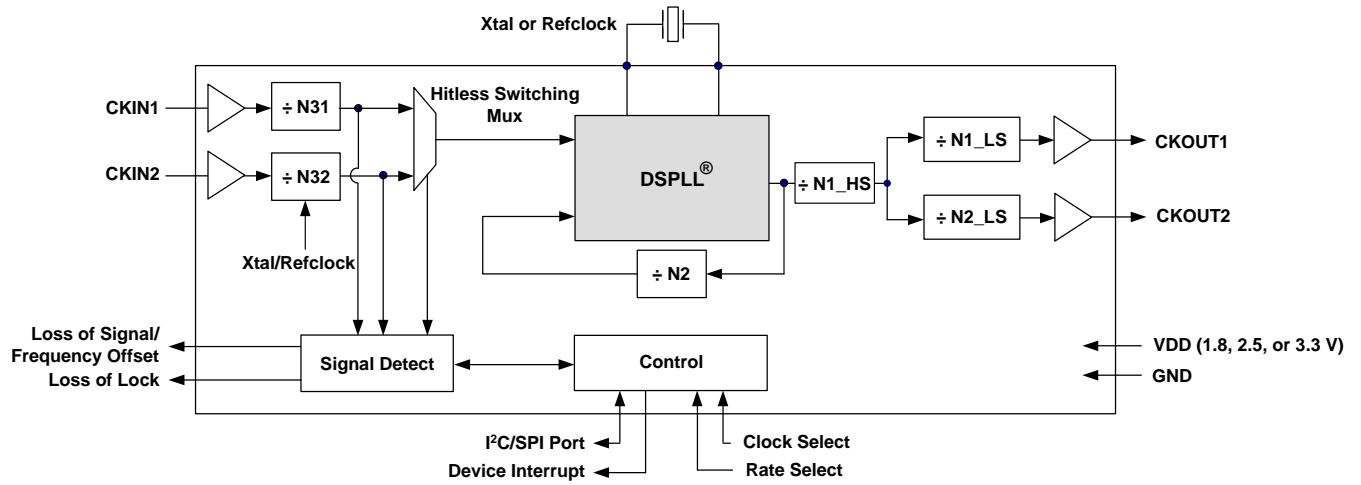 Xtal or Refclock
CKIN1
÷ N31
Hitless Switching
Mux
CKIN2
÷ N32
Xtal/Refclock
DSPLL®
÷ N1_HS
÷ N1_LS
CKOUT1
÷ N2_LS
CKOUT2
÷ N2
Loss of Signal/
Frequency Offset
Loss of Lock
Signal Detect
Control
VDD (1.8, 2.5, or 3.3 V)
GND
I²C/SPI Port
Device Interrupt
Clock Select
Rate Select